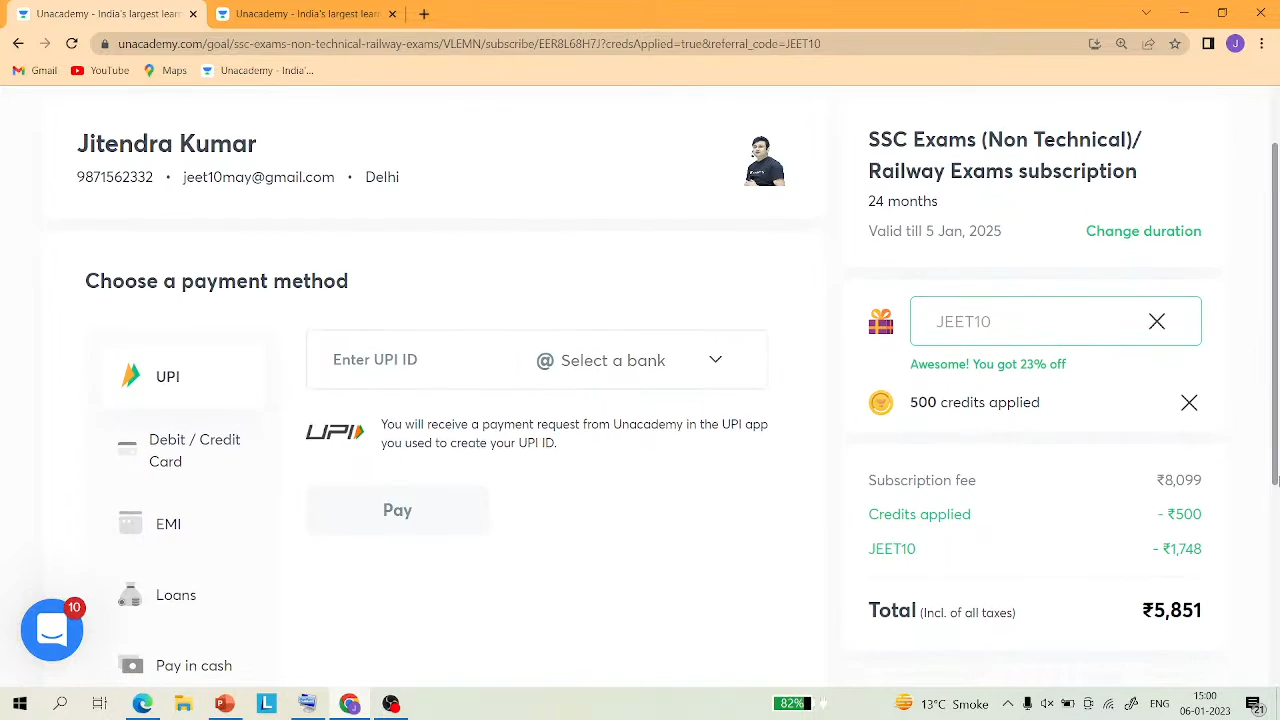 Unacademy - India's largest lear
Unacademy - India's largest lear
unacademy.com/goal/ssc-exams-non-technical-railway-exams/VLEMN/subscribe/EER8L68H7J?credsApplied=true&referral_code=JEET10
J
Gmail
YouTube
Maps
Unacademy - India'...
Jitendra Kumar
9871562332 • jeet10may@gmail.com • Delhi
SSC Exams (Non Technical)/
Railway Exams subscription
24 months
Valid till 5 Jan, 2025
Change duration
Choose a payment method
JEET10
Awesome! You got 23% off
500 credits applied
UPI
Debit / Credit
Card
EMI
Loans
Pay in cash
Enter UPI ID
@ Select a bank
UPI
You will receive a payment request from Unacademy in the UPI app
you used to create your UPI ID.
Pay
Subscription fee ₹8,099
Credits applied - ₹500
JEET10 - ₹1,748
Total (Incl. of all taxes) ₹5,851
10
82%
13°C Smoke
ENG
15:00
06-01-2023
21